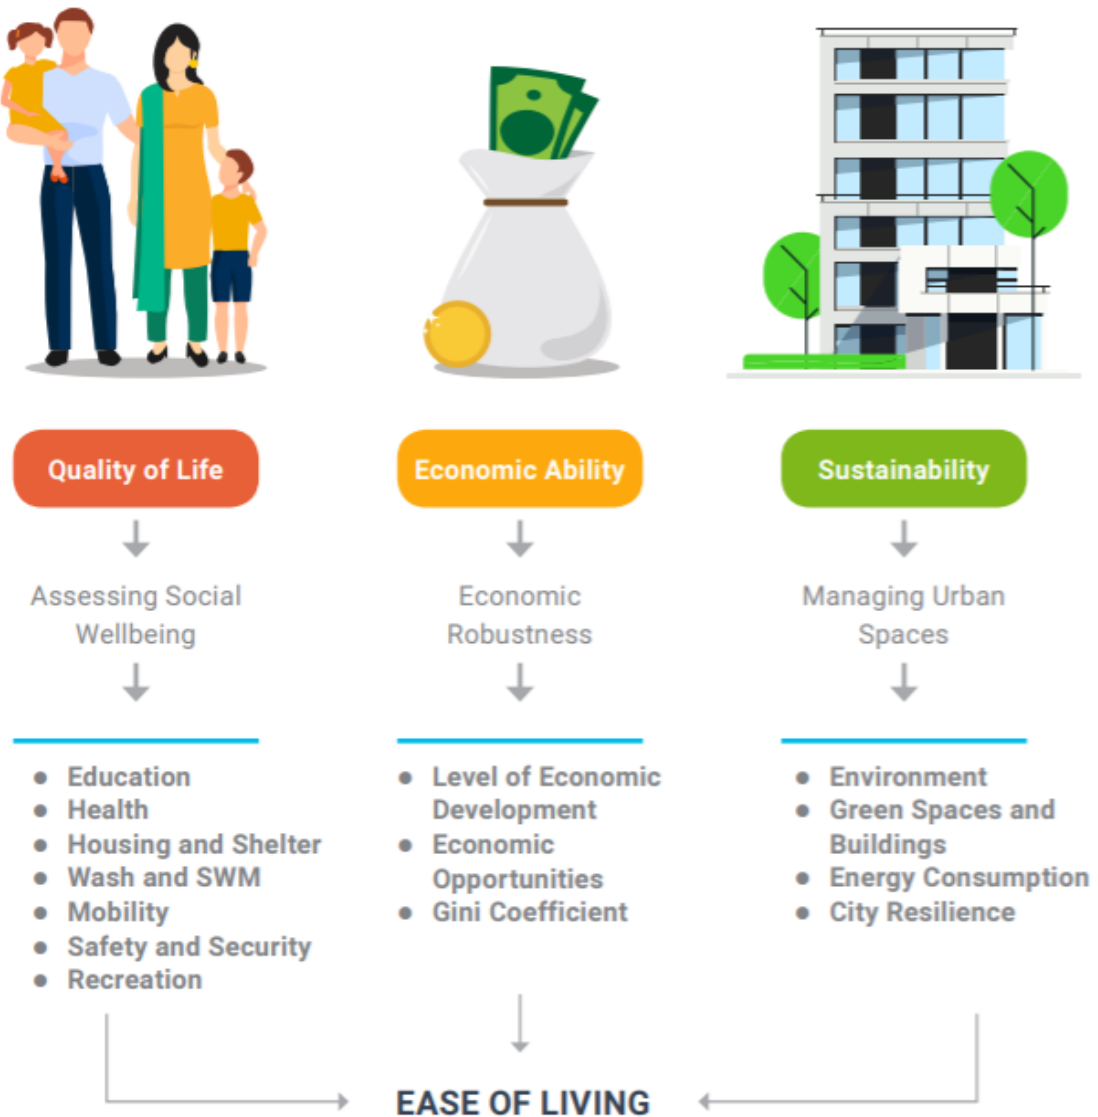 Quality of Life
Assessing Social
Wellbeing
Education
Health
Housing and Shelter
Wash and SWM
Mobility
Safety and Security
Recreation
Economic Ability
Economic
Robustness
Level of Economic
Development
Economic
Opportunities
Gini Coefficient
Sustainability
Managing Urban
Spaces
Environment
Green Spaces and
Buildings
Energy Consumption
City Resilience
EASE OF LIVING